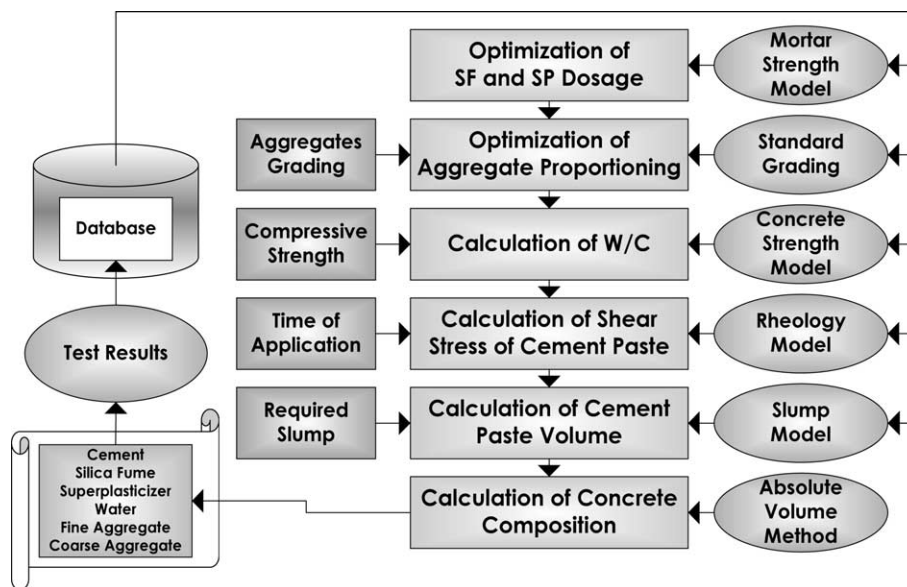 Optimization of
SF and SP Dosage
Mortar
Strength
Model
Aggregates
Grading
Optimization of
Aggregate Proportioning
Standard
Grading
Database
Compressive
Strength
Calculation of W/C
Concrete
Strength
Model
Test Results
Time of
Application
Calculation of Shear
Stress of Cement Paste
Rheology
Model
Required
Slump
Calculation of Cement
Paste Volume
Slump
Model
Cement
Silica Fume
Superplasticizer
Water
Fine Aggregate
Coarse Aggregate
Calculation of Concrete
Composition
Absolute
Volume
Method